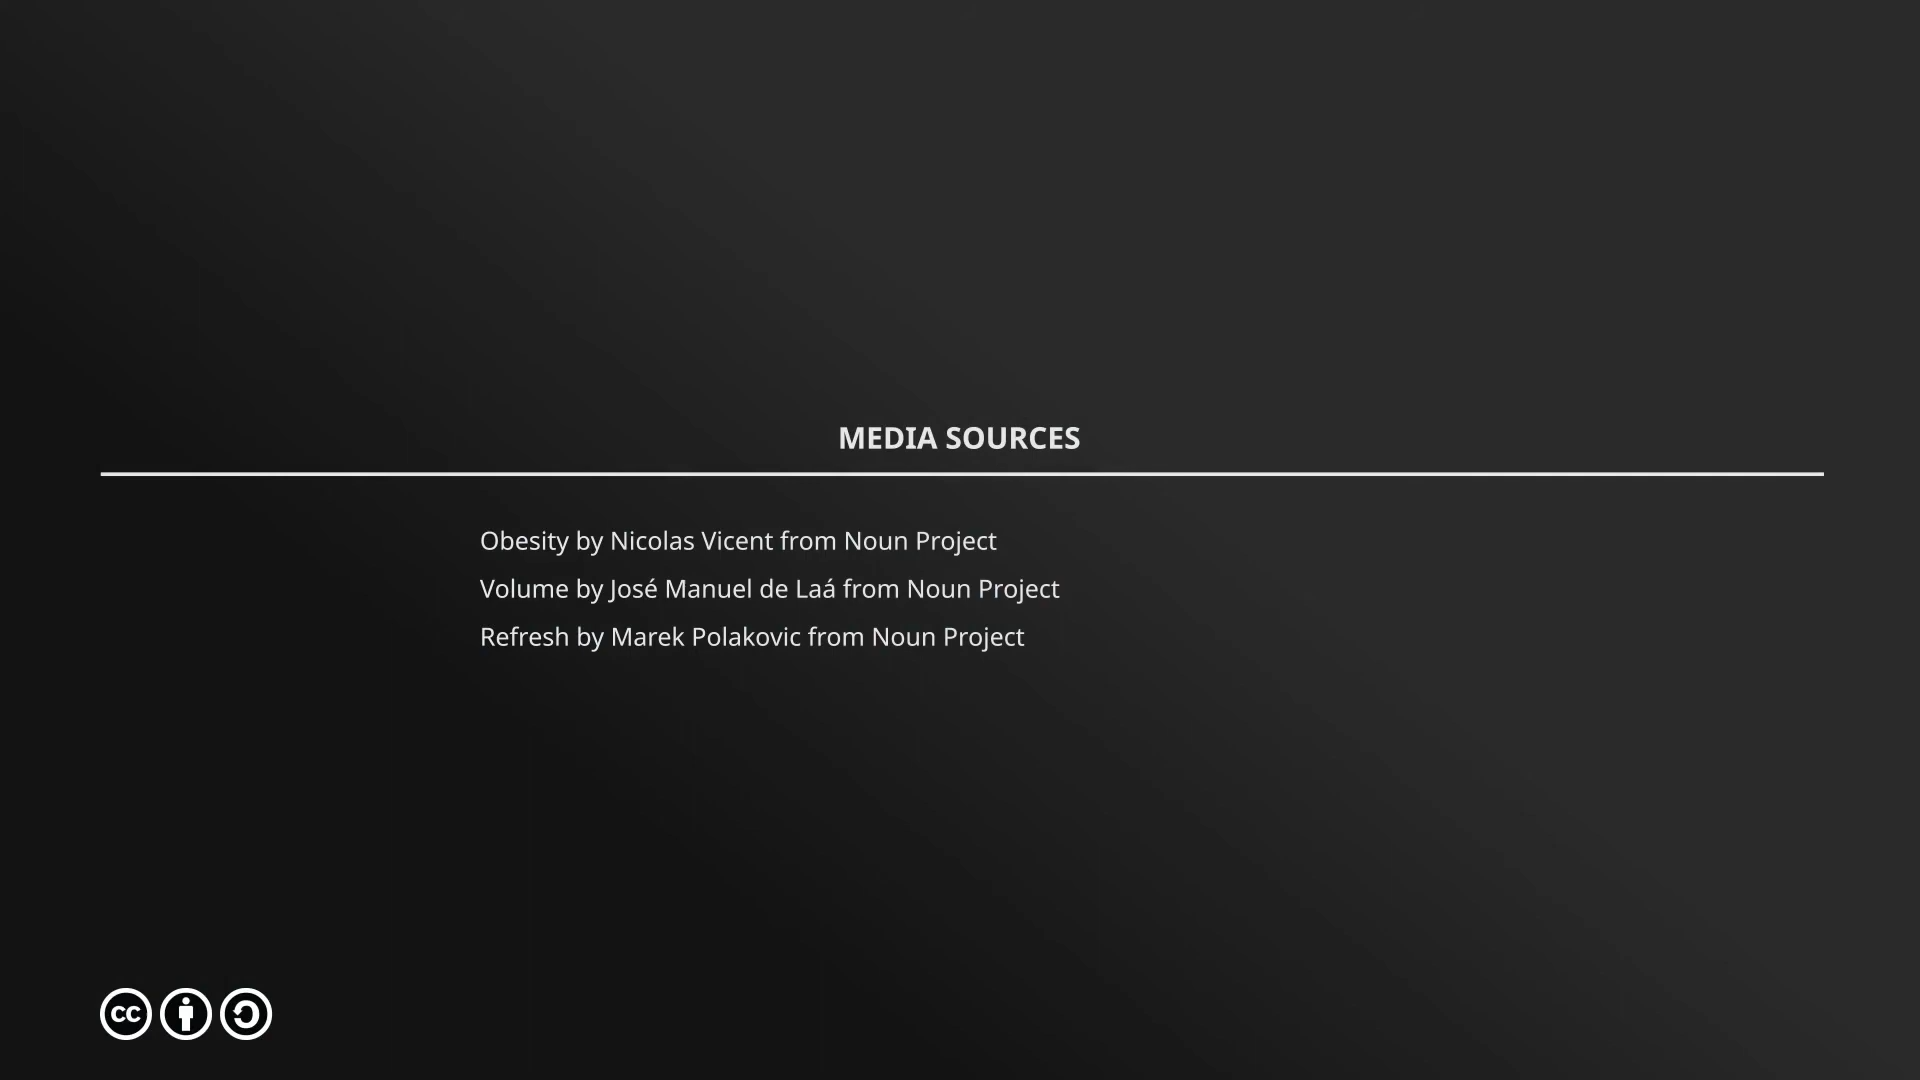 MEDIA SOURCES
Obesity by Nicolas Vicent from Noun Project
Volume by José Manuel de Laá from Noun Project
Refresh by Marek Polakovic from Noun Project
cc